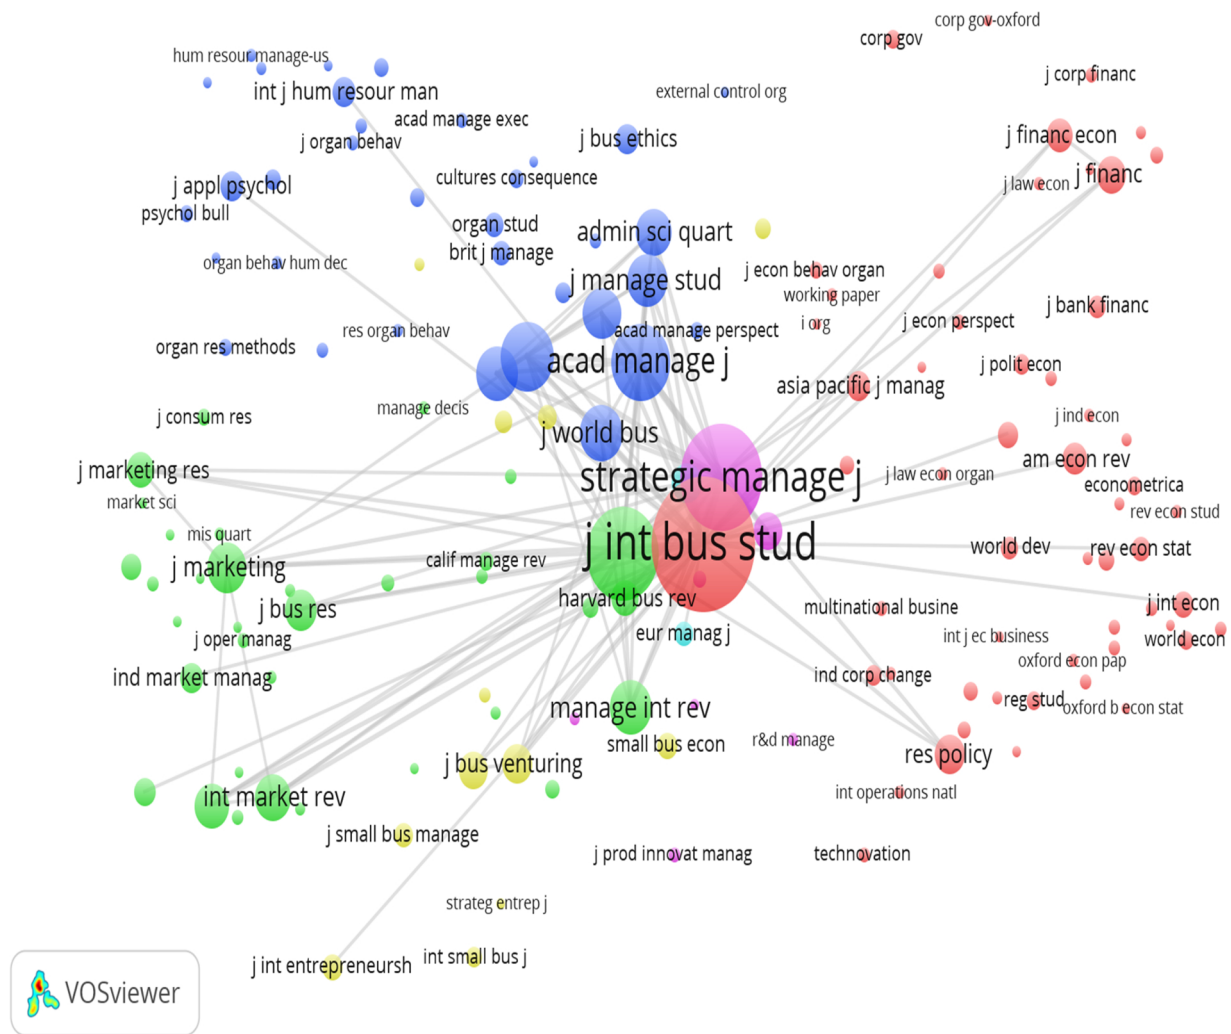 corp gov-oxford
corp gov
hum resour manage-us
j corp financ
int j hum resour man
external control org
acad manage exec
j financ econ
j organ behav
j bus ethics
j law econ
j financ
cultures consequence
j appl psychol
psychol bull
organ stud
admin sci quart
brit j manage
organ behav hum dec
j manage stud
j econ behav organ
working paper
j bank financ
res organ behav
acad manage perspect
i org
j econ perspect
organ res methods
acad manage j
j polit econ
asia pacific j manag
manage decis
j consum res
j ind econ
j world bus
j marketing res
strategic manage j
j law econ organ
am econ rev
econometrica
market sci
rev econ stud
mis quart
j int bus stud
world dev
rev econ stat
j marketing
calif manage rev
harvard bus rev
j bus res
multinational busine
j int econ
j oper manag
eur manag j
int j ec business
world econ
oxford econ pap
ind market manag
ind corp change
reg stud
oxford b econ stat
manage int rev
small bus econ
r&d manage
res policy
j bus venturing
int operations natl
int market rev
j small bus manage
j prod innovat manag
technovation
strateg entrep j
int small bus j
j int entrepreneursh
VOSviewer